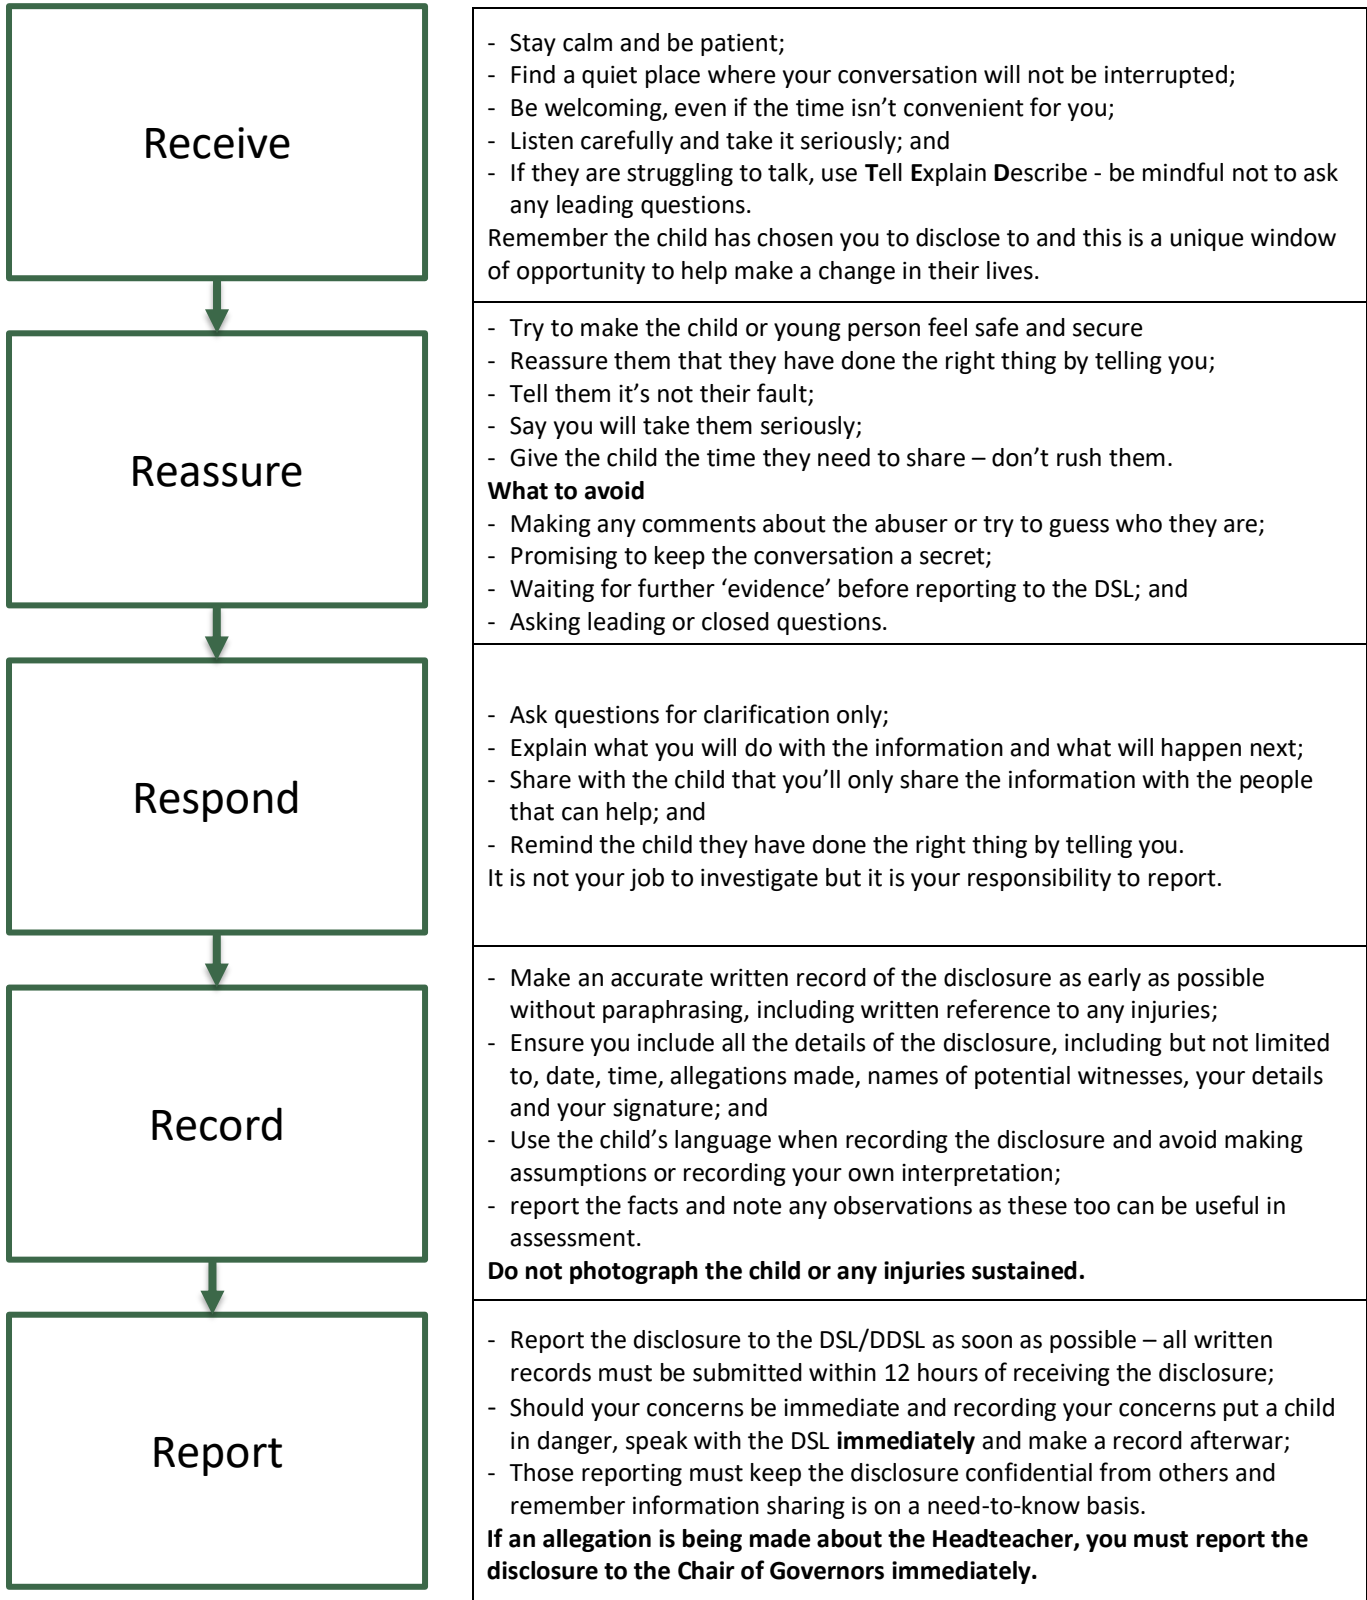 Receive
- Stay calm and be patient;
- Find a quiet place where your conversation will not be interrupted;
- Be welcoming, even if the time isn’t convenient for you;
- Listen carefully and take it seriously; and
- If they are struggling to talk, use Tell Explain Describe - be mindful not to ask
any leading questions.
Remember the child has chosen you to disclose to and this is a unique window
of opportunity to help make a change in their lives.
Reassure
- Try to make the child or young person feel safe and secure
- Reassure them that they have done the right thing by telling you;
- Tell them it’s not their fault;
- Say you will take them seriously;
- Give the child the time they need to share – don’t rush them.
What to avoid
- Making any comments about the abuser or try to guess who they are;
- Promising to keep the conversation a secret;
- Waiting for further ‘evidence’ before reporting to the DSL; and
- Asking leading or closed questions.
Respond
- Ask questions for clarification only;
- Explain what you will do with the information and what will happen next;
- Share with the child that you’ll only share the information with the people
that can help; and
- Remind the child they have done the right thing by telling you.
It is not your job to investigate but it is your responsibility to report.
Record
- Make an accurate written record of the disclosure as early as possible
without paraphrasing, including written reference to any injuries;
- Ensure you include all the details of the disclosure, including but not limited
to, date, time, allegations made, names of potential witnesses, your details
and your signature; and
- Use the child’s language when recording the disclosure and avoid making
assumptions or recording your own interpretation;
- report the facts and note any observations as these too can be useful in
assessment.
Do not photograph the child or any injuries sustained.
Report
- Report the disclosure to the DSL/DDSL as soon as possible – all written
records must be submitted within 12 hours of receiving the disclosure;
- Should your concerns be immediate and recording your concerns put a child
in danger, speak with the DSL immediately and make a record afterwar;
- Those reporting must keep the disclosure confidential from others and
remember information sharing is on a need-to-know basis.
If an allegation is being made about the Headteacher, you must report the
disclosure to the Chair of Governors immediately.